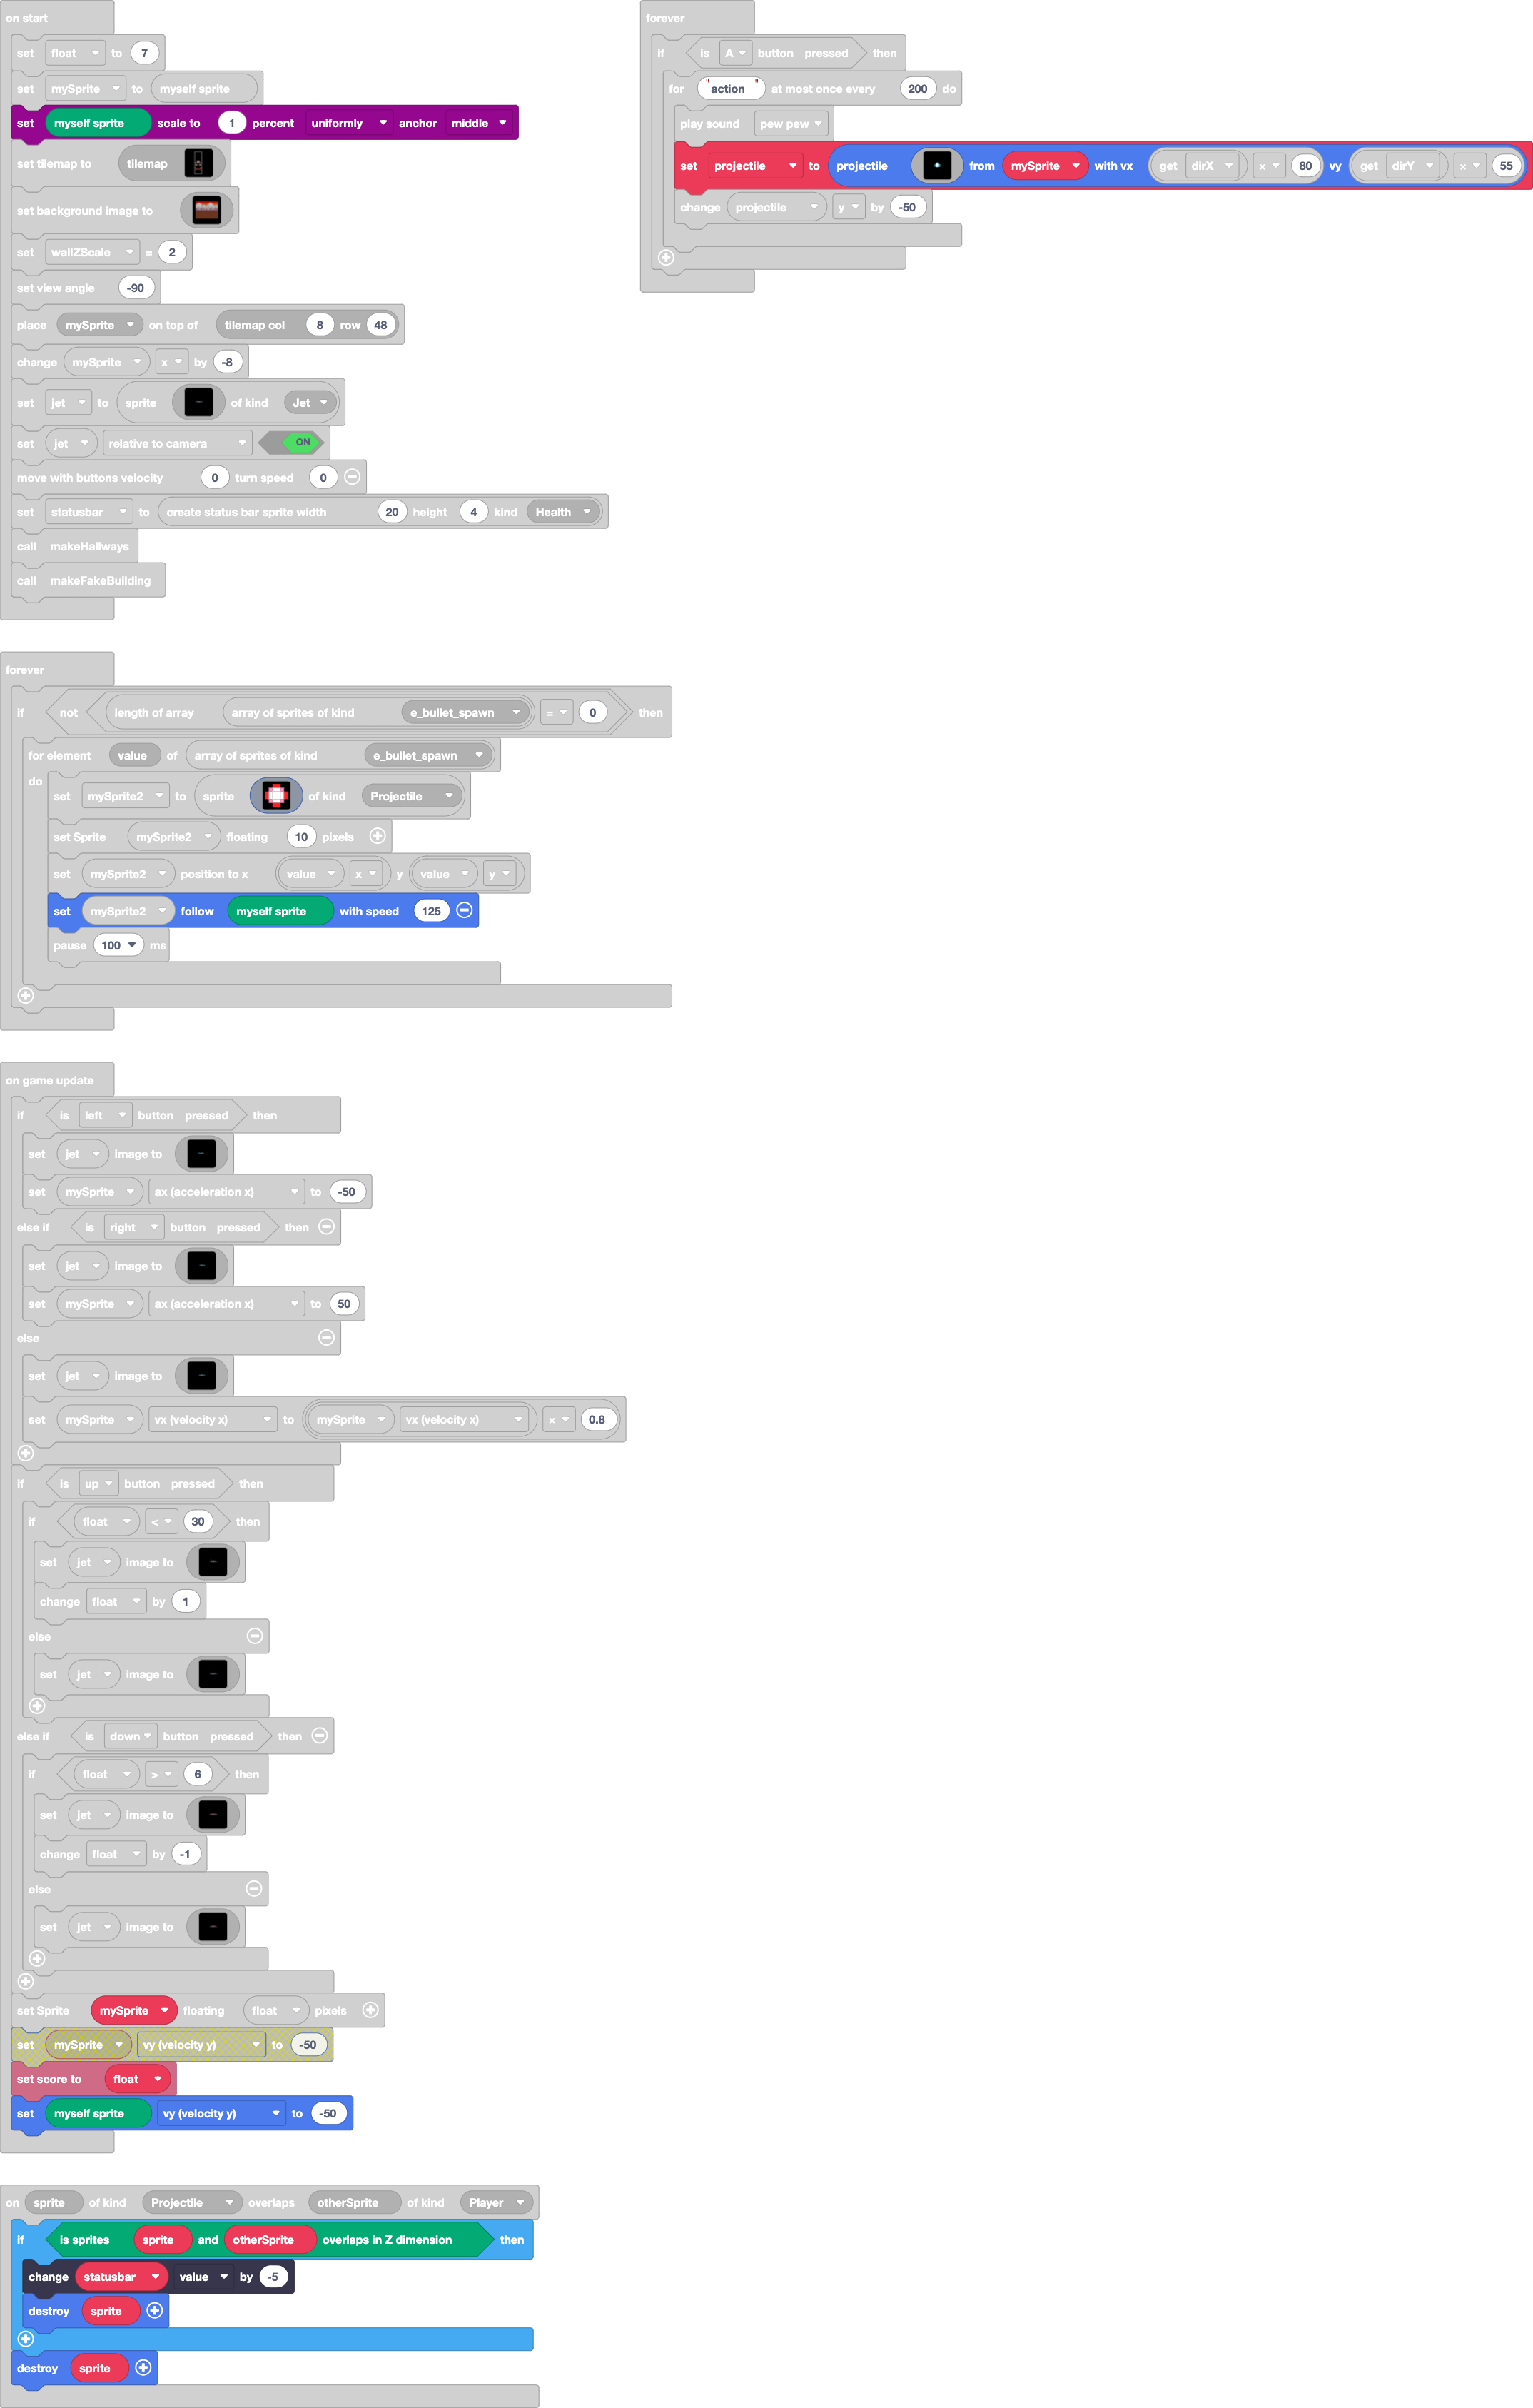 on start
set float to 7
set mySprite to myself sprite
set myself sprite scale to 1 percent uniformly anchor middle
set tilemap to tilemap
set background image to
set wallZScale = 2
set view angle -90
place mySprite on top of tilemap col 8 row 48
change mySprite x by -8
set jet to sprite of kind Jet
set jet relative to camera ON
move with buttons velocity 0 turn speed 0
set statusbar to create status bar sprite width 20 height 4 kind Health
call makeHallways
call makeFakeBuilding
forever
if is A button pressed then
for "action" at most once every 200 do
play sound pew pew
set projectile to projectile from mySprite with vx get dirX × 80 vy get dirY × 55
change projectile y by -50
forever
if not length of array array of sprites of kind e_bullet_spawn = 0 then
for element value of array of sprites of kind e_bullet_spawn
do
set mySprite2 to sprite of kind Projectile
set Sprite mySprite2 floating 10 pixels
set mySprite2 position to x value x y value y
set mySprite2 follow myself sprite with speed 125
pause 100 ms
on game update
if is left button pressed then
set jet image to
set mySprite ax (acceleration x) to -50
else if is right button pressed then
set jet image to
set mySprite ax (acceleration x) to 50
else
set jet image to
set mySprite vx (velocity x) to mySprite vx (velocity x) × 0.8
if is up button pressed then
if float < 30 then
set jet image to
change float by 1
else
set jet image to
else if is down button pressed then
if float > 6 then
set jet image to
change float by -1
else
set jet image to
set Sprite mySprite floating float pixels
set mySprite vy (velocity y) to -50
set score to float
set myself sprite vy (velocity y) to -50
on sprite of kind Projectile overlaps otherSprite of kind Player
if is sprites sprite and otherSprite overlaps in Z dimension then
change statusbar value by -5
destroy sprite
destroy sprite